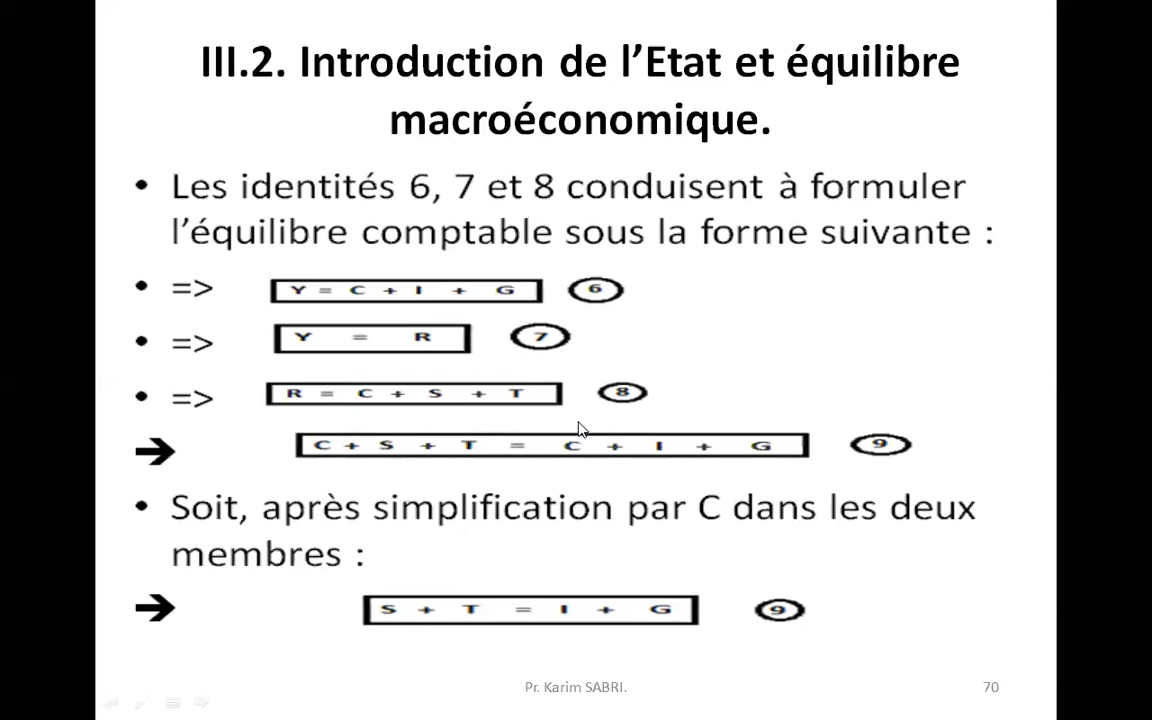 III.2. Introduction de l’Etat et équilibre
macroéconomique.
• Les identités 6, 7 et 8 conduisent à formuler
l’équilibre comptable sous la forme suivante :
• => Y = C + I + G 6
• => Y = R 7
• => R = C + S + T 8
➔ C + S + T = C + I + G 9
• Soit, après simplification par C dans les deux
membres :
➔ S + T = I + G 9
Pr. Karim SABRI. 70